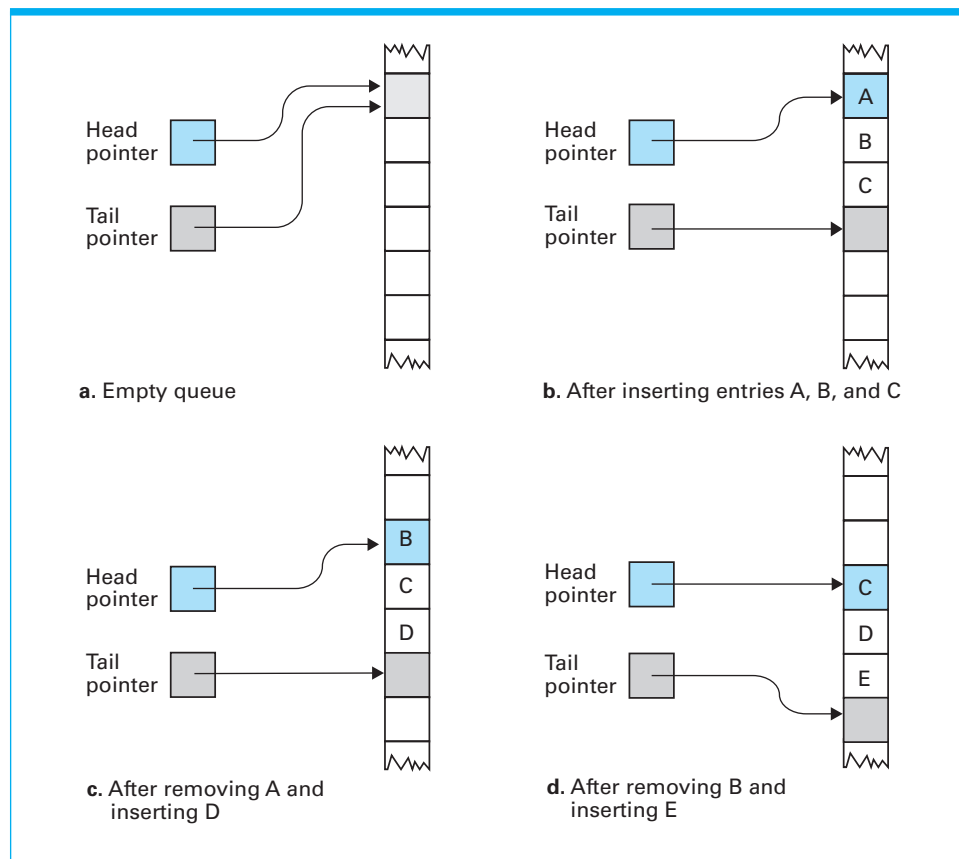 Head
pointer
Tail
pointer
a. Empty queue
Head
pointer
Tail
pointer
A
B
C
b. After inserting entries A, B, and C
Head
pointer
Tail
pointer
B
C
D
c. After removing A and
inserting D
Head
pointer
Tail
pointer
C
D
E
d. After removing B and
inserting E